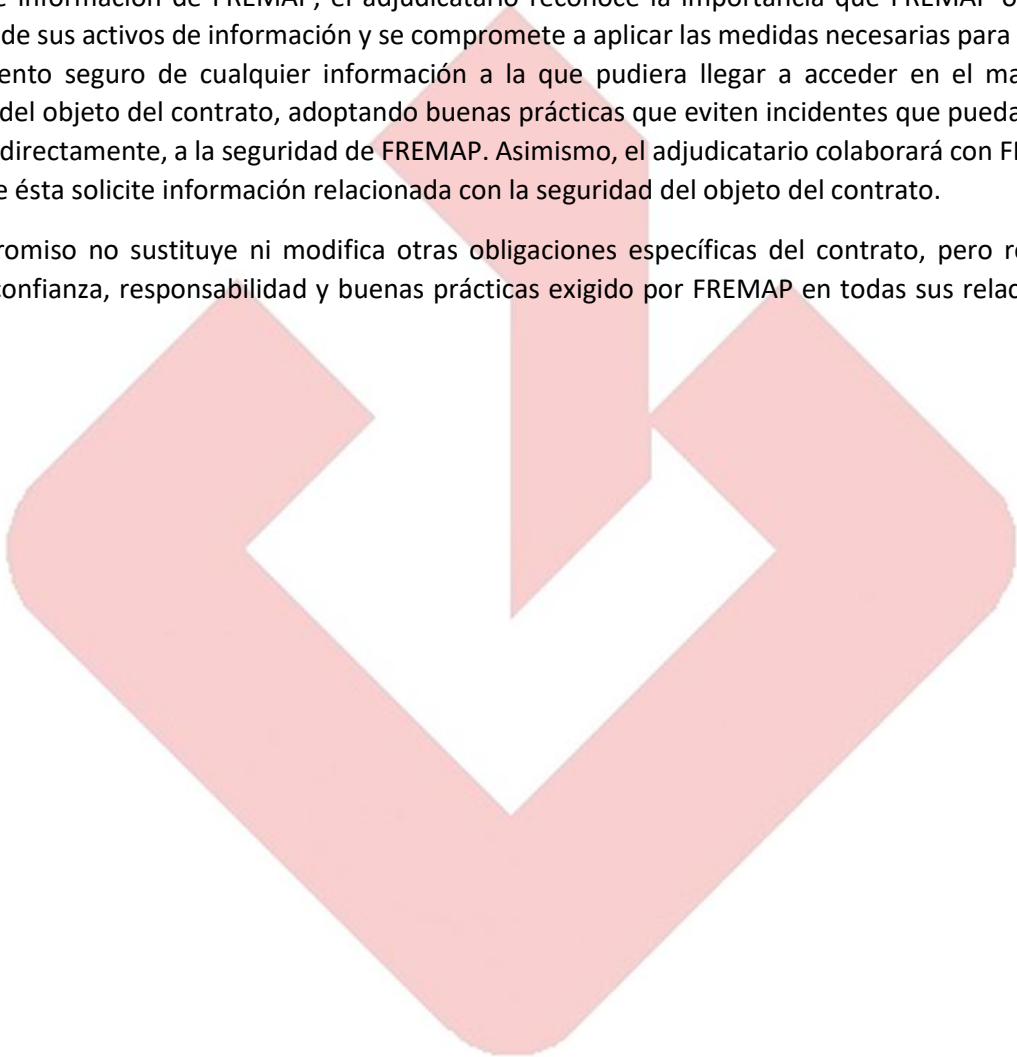 e información de FREMAP, el adjudicatario reconoce la importancia que FREMAP o
de sus activos de información y se compromete a aplicar las medidas necesarias para
ento seguro de cualquier información a la que pudiera llegar a acceder en el ma
del objeto del contrato, adoptando buenas prácticas que eviten incidentes que pueda
directamente, a la seguridad de FREMAP. Asimismo, el adjudicatario colaborará con F
e ésta solicite información relacionada con la seguridad del objeto del contrato.
romiso no sustituye ni modifica otras obligaciones específicas del contrato, pero re
confianza, responsabilidad y buenas prácticas exigido por FREMAP en todas sus relac